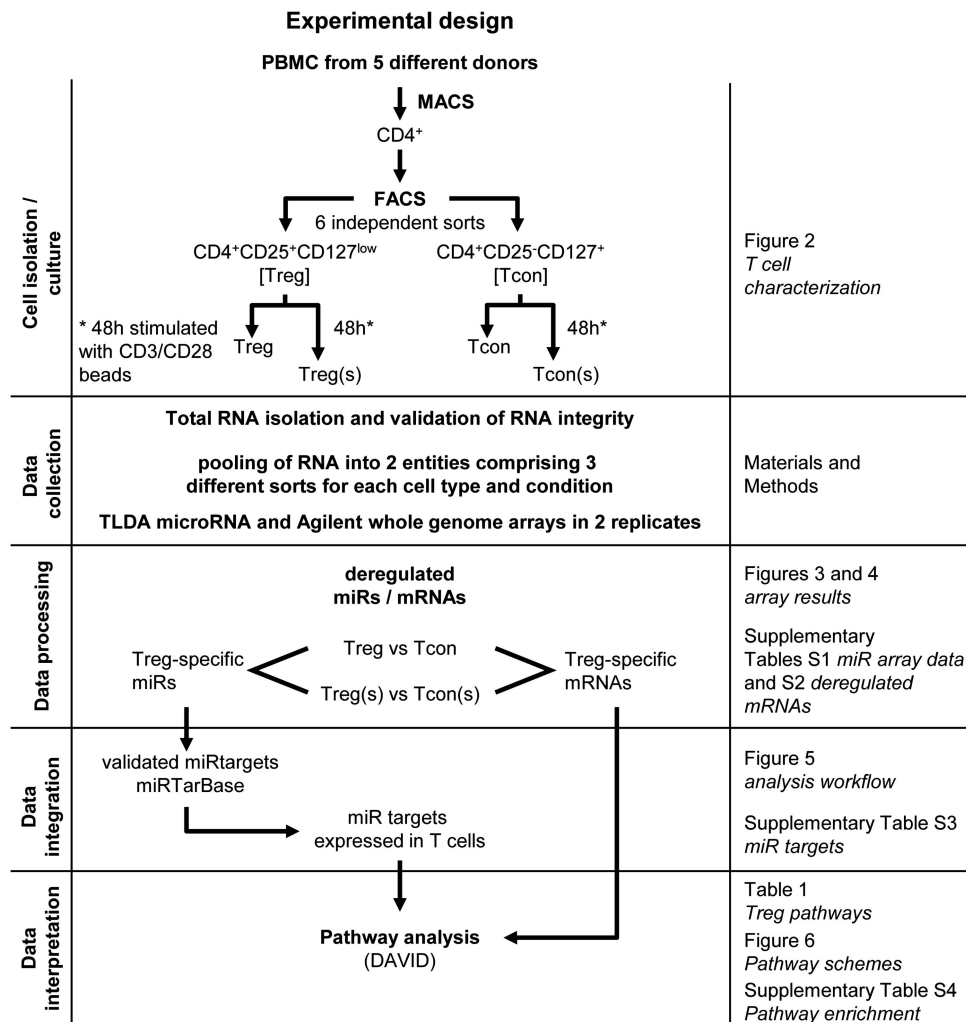 Experimental design
PBMC from 5 different donors
MACS
CD4⁺
FACS
6 independent sorts
CD4⁺CD25⁺CD127ˡᵒʷ
[Treg]
CD4⁺CD25⁻CD127⁺
[Tcon]
* 48h stimulated
with CD3/CD28
beads
Treg
48h*
Treg(s)
Tcon
48h*
Tcon(s)
Cell isolation /
culture
Figure 2
T cell
characterization
Data
collection
Total RNA isolation and validation of RNA integrity
pooling of RNA into 2 entities comprising 3
different sorts for each cell type and condition
TLDA microRNA and Agilent whole genome arrays in 2 replicates
Materials and
Methods
Data processing
deregulated
miRs / mRNAs
Treg-specific
miRs
Treg vs Tcon
Treg(s) vs Tcon(s)
Treg-specific
mRNAs
Figures 3 and 4
array results
Supplementary
Tables S1 miR array data
and S2 deregulated
mRNAs
Data
integration
validated miRtargets
miRTarBase
miR targets
expressed in T cells
Figure 5
analysis workflow
Supplementary Table S3
miR targets
Data
interpretation
Pathway analysis
(DAVID)
Table 1
Treg pathways
Figure 6
Pathway schemes
Supplementary Table S4
Pathway enrichment